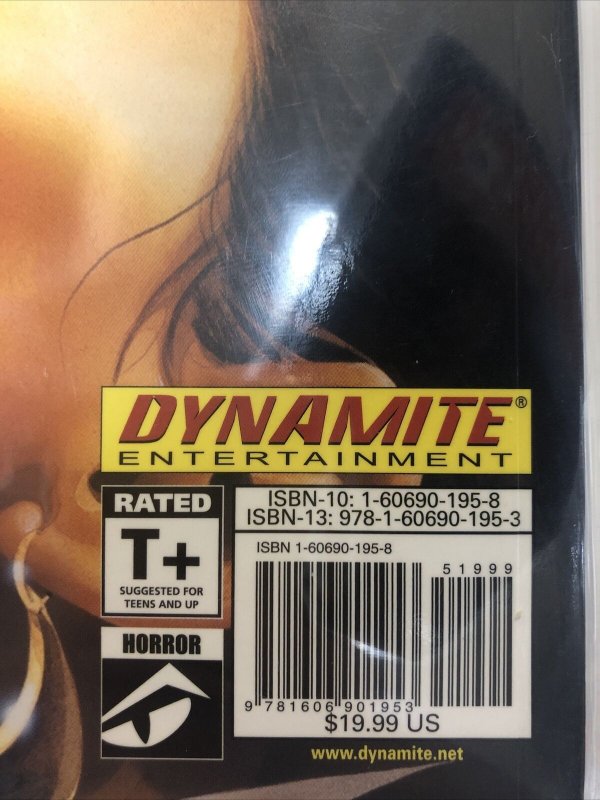 DYNAMITE®
ENTERTAINMENT
RATED
T+
SUGGESTED FOR
TEENS AND UP
HORROR
ISBN-10: 1-60690-195-8
ISBN-13: 978-1-60690-195-3
ISBN 1-60690-195-8
51999
9 781606 901953
$19.99 US
www.dynamite.net